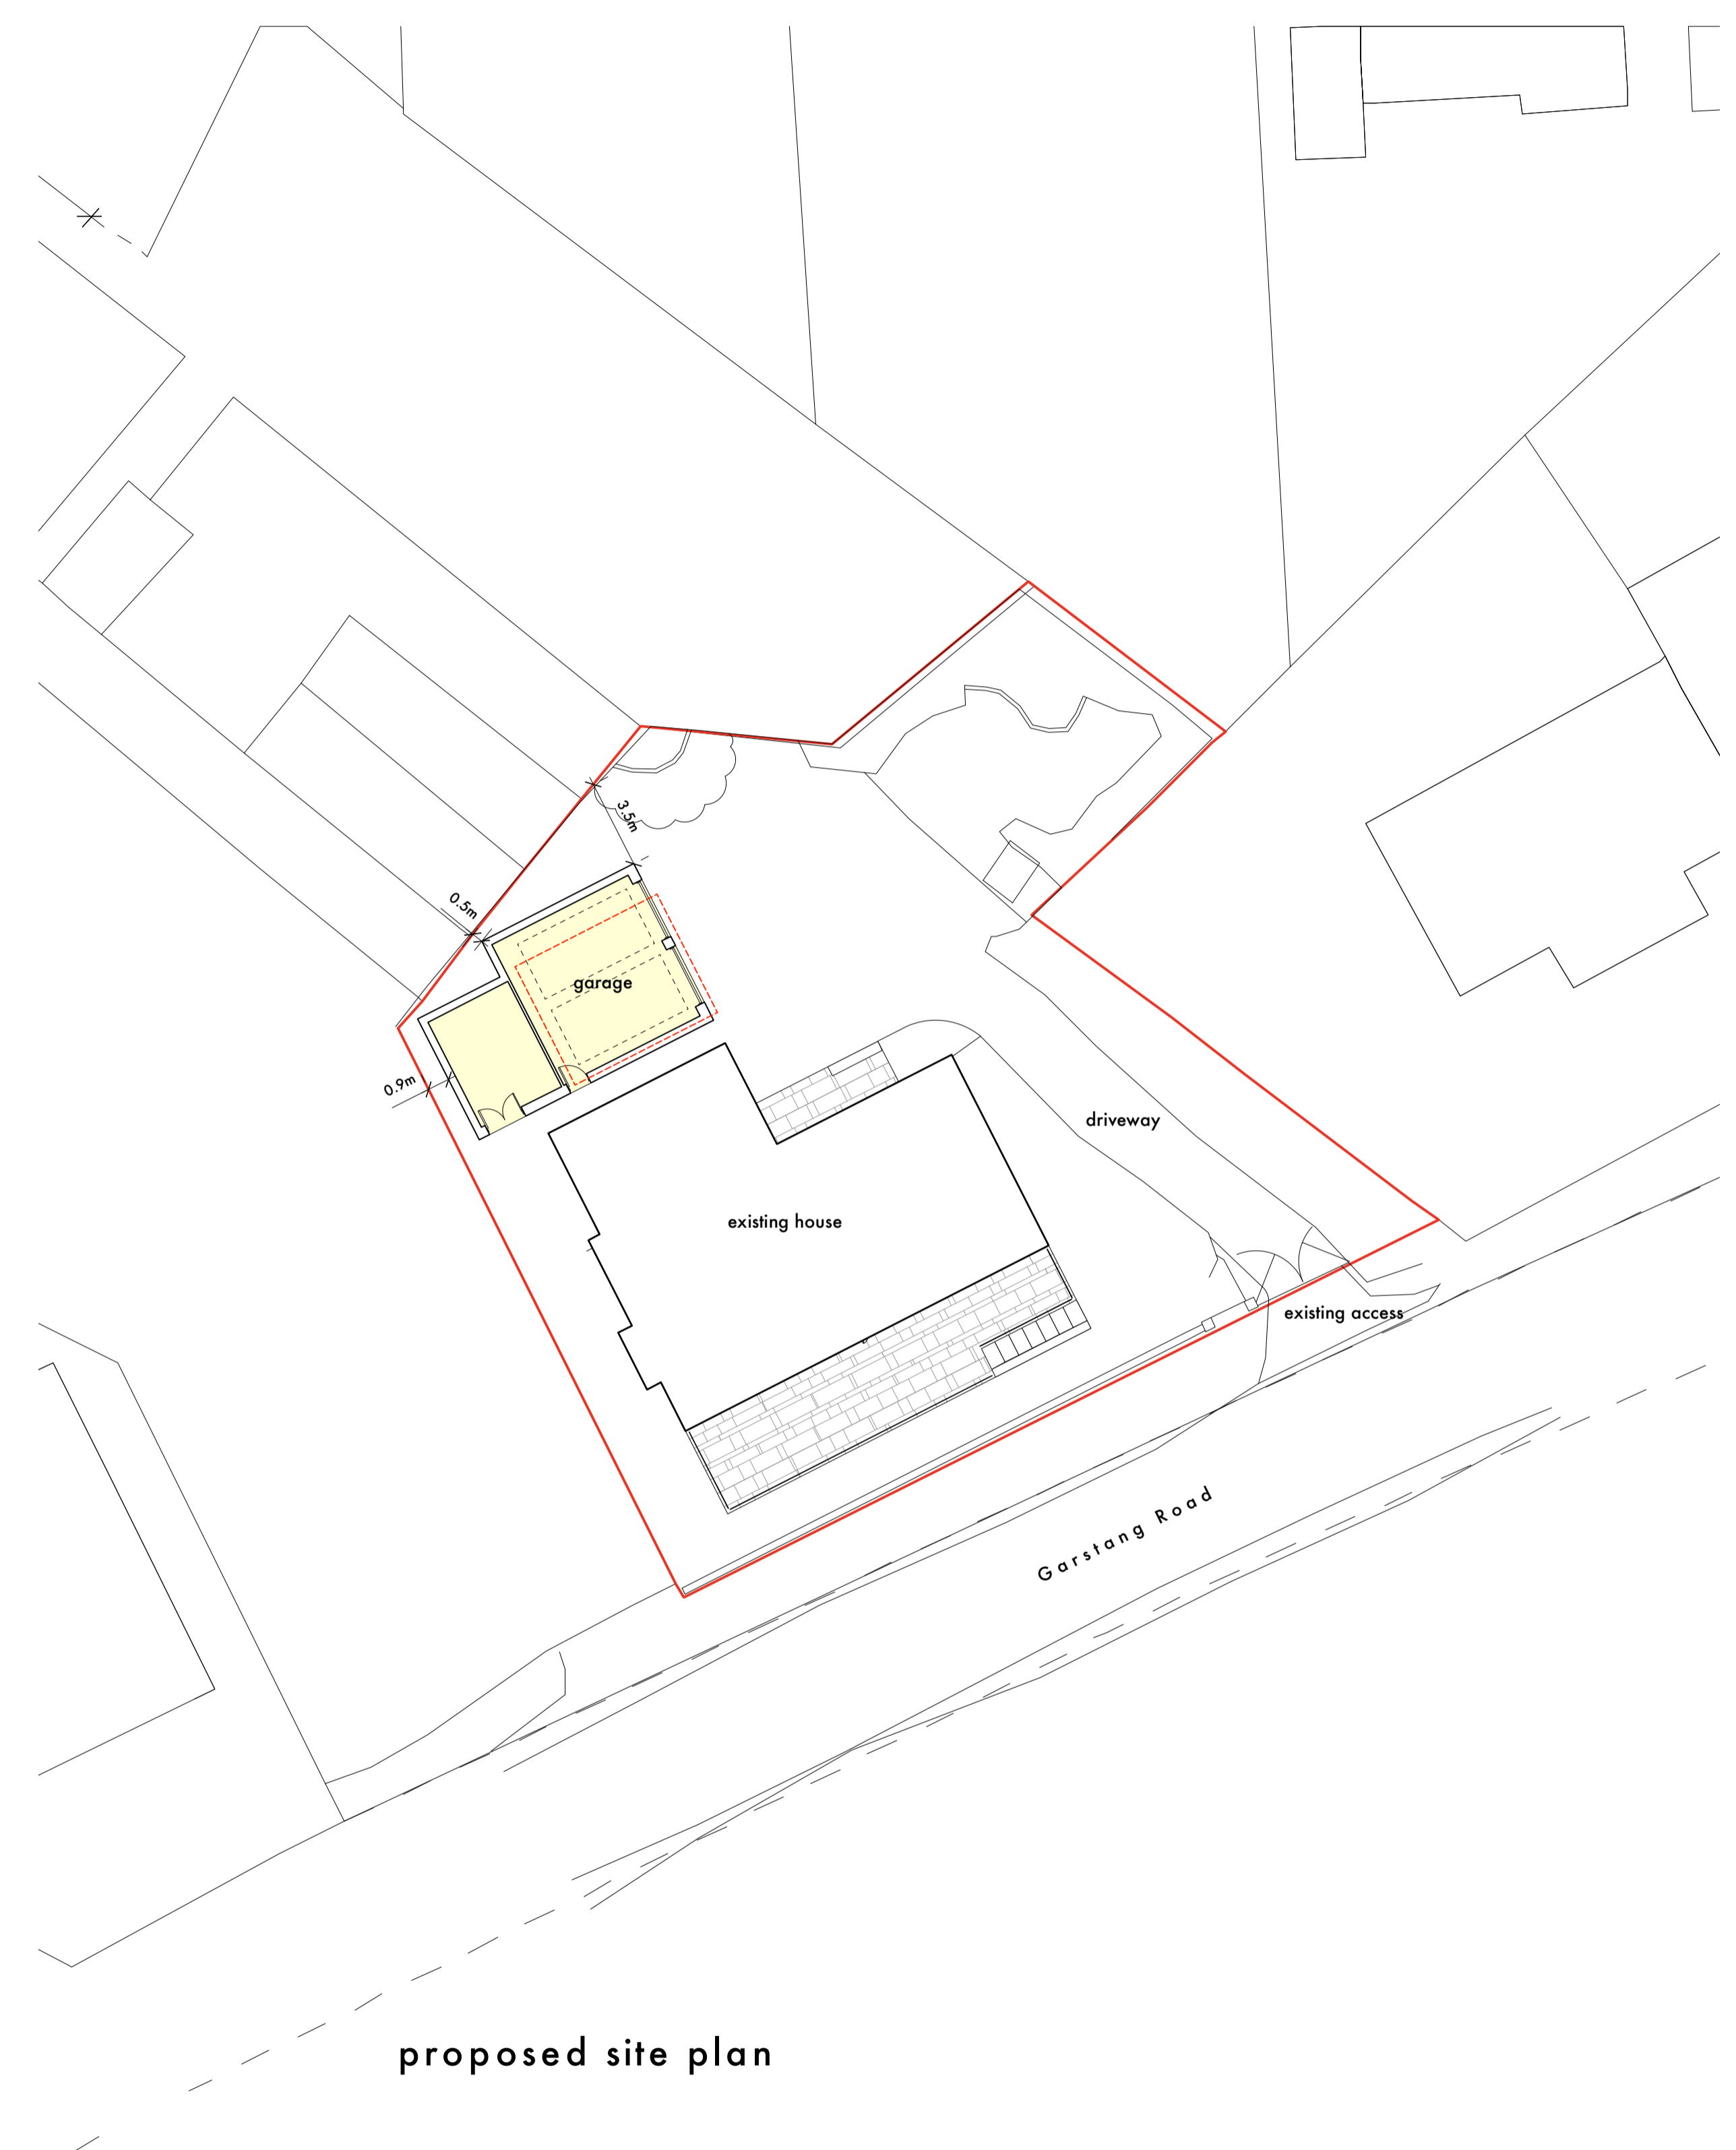 3.5m
0.5m
garage
0.9m
driveway
existing house
existing access
Garstang Road
proposed site plan